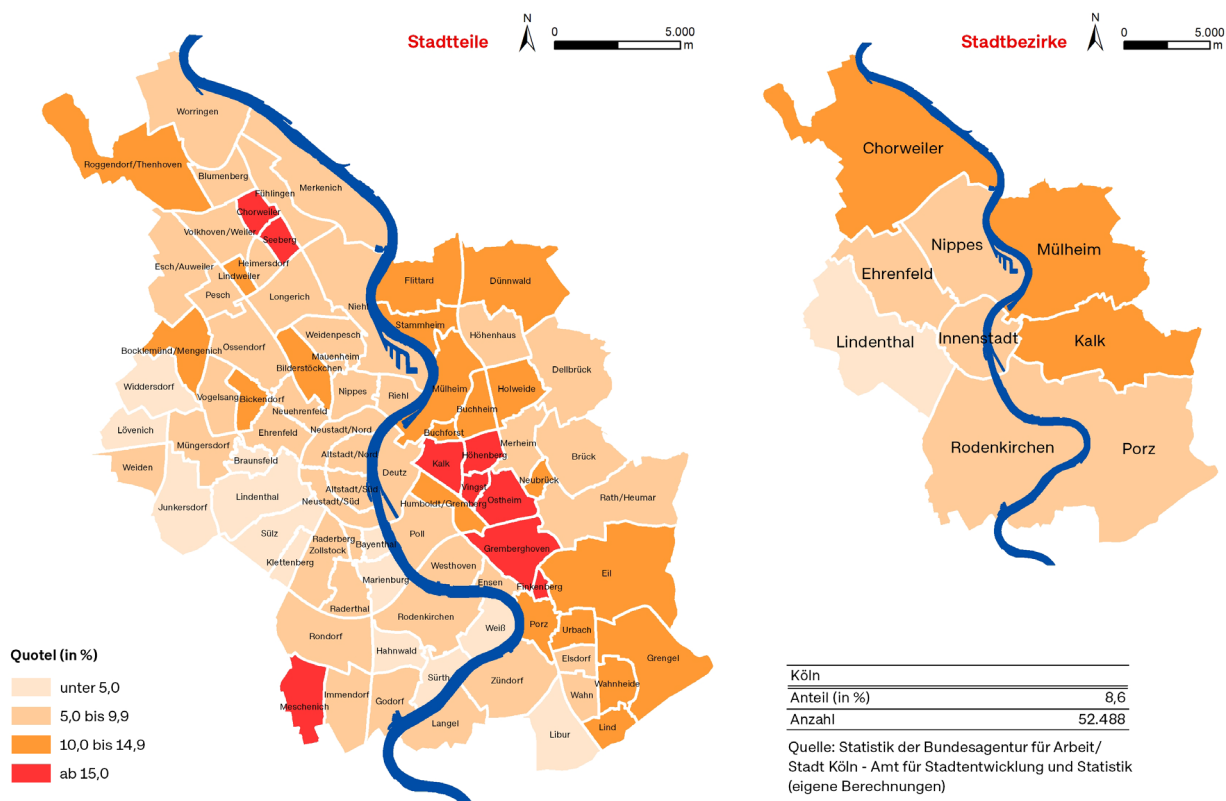 Stadtteile
N
0
5.000
m
Stadtbezirke
N
0
5.000
m
Worringen
Roggendorf/Thenhoven
Blumenberg
Merkenich
Fühlingen
Chorweiler
Volkhoven/Weiler
Seeberg
Esch/Auweiler
Heimersdorf
Lindweiler
Pesch
Longerich
Niehl
Flittard
Dünnwald
Stammheim
Höhenhaus
Weidenpesch
Ossendorf
Mauenheim
Bocklemünd/Mengenich
Bilderstöckchen
Dellbrück
Widdersdorf
Vogelsang
Bickendorf
Nippes
Riehl
Mülheim
Holweide
Buchheim
Neuehrenfeld
Lövenich
Müngersdorf
Ehrenfeld
Neustadt/Nord
Buchforst
Merheim
Braunsfeld
Altstadt/Nord
Höhenberg
Brück
Weiden
Kalk
Deutz
Neubrück
Lindenthal
Altstadt/Süd
Vingst
Ostheim
Rath/Heumar
Junkersdorf
Neustadt/Süd
Humboldt/Gremberg
Sülz
Raderberg
Bayenthal
Poll
Zollstock
Gremberghoven
Klettenberg
Westhoven
Eil
Marienburg
Ensen
Finkenberg
Raderthal
Rodenkirchen
Weiß
Porz
Urbach
Rondorf
Hahnwald
Elsdorf
Grengel
Sürth
Zündorf
Wahnheide
Immendorf
Godorf
Wahn
Meschenich
Langel
Lind
Libur
Chorweiler
Nippes
Mülheim
Ehrenfeld
Lindenthal
Innenstadt
Kalk
Rodenkirchen
Porz
Quotel (in %)
unter 5,0
5,0 bis 9,9
10,0 bis 14,9
ab 15,0
Köln
Anteil (in %) 8,6
Anzahl 52.488
Quelle: Statistik der Bundesagentur für Arbeit/
Stadt Köln - Amt für Stadtentwicklung und Statistik
(eigene Berechnungen)